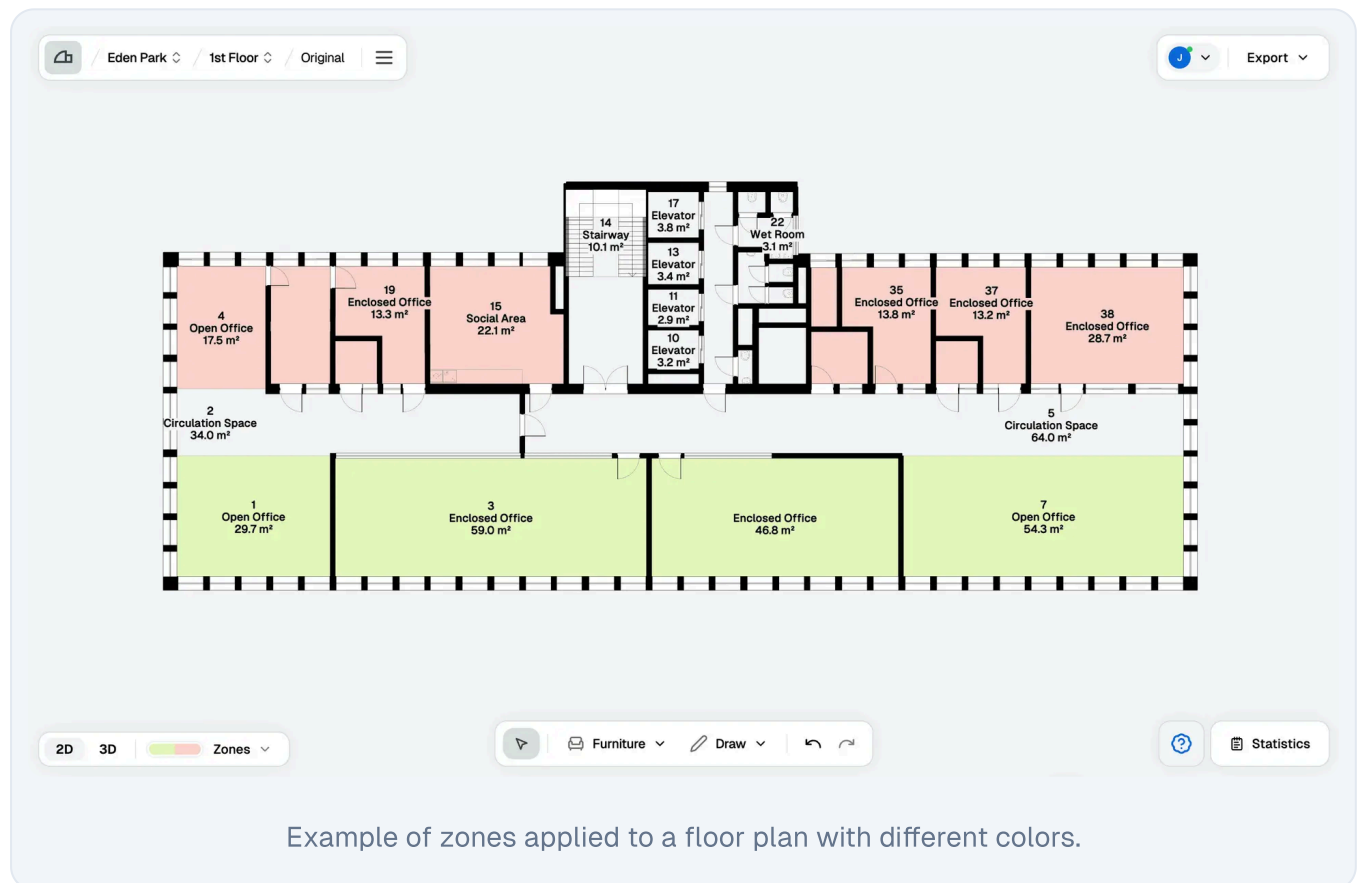 Eden Park
1st Floor
Original
J
Export
17
Elevator
3.8 m²
14
Stairway
10.1 m²
22
Wet Room
3.1 m²
13
Elevator
3.4 m²
11
Elevator
2.9 m²
10
Elevator
3.2 m²
4
Open Office
17.5 m²
19
Enclosed Office
13.3 m²
15
Social Area
22.1 m²
35
Enclosed Office
13.8 m²
37
Enclosed Office
13.2 m²
38
Enclosed Office
28.7 m²
2
Circulation Space
34.0 m²
5
Circulation Space
64.0 m²
1
Open Office
29.7 m²
3
Enclosed Office
59.0 m²
Enclosed Office
46.8 m²
7
Open Office
54.3 m²
2D
3D
Zones
Furniture
Draw
?
Statistics
Example of zones applied to a floor plan with different colors.